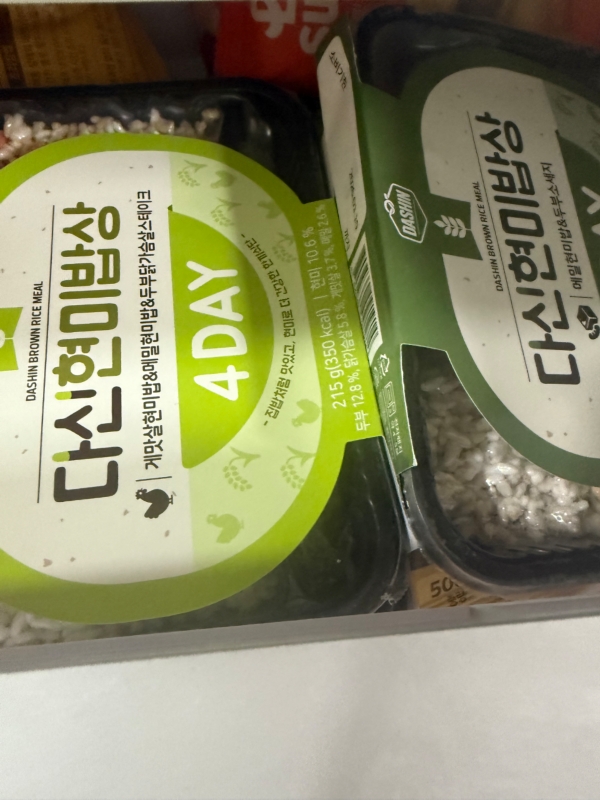 DASHIN BROWN RICE MEAL
다신현미밥상
게맛살현미밥&메밀현미밥&두부닭가슴살스테이크
4 DAY
- 집밥처럼 맛있고, 현미로 더 건강한 한 끼 식단 -
215 g(350 kcal) | 현미 10.6 %
두부 12.8 %, 닭가슴살 5.8 %, 게맛살 3.7 %, 메밀 2.6 %
DASHIN
DASHIN BROWN RICE MEAL
다신현미밥상
메밀현미밥&두부소세지